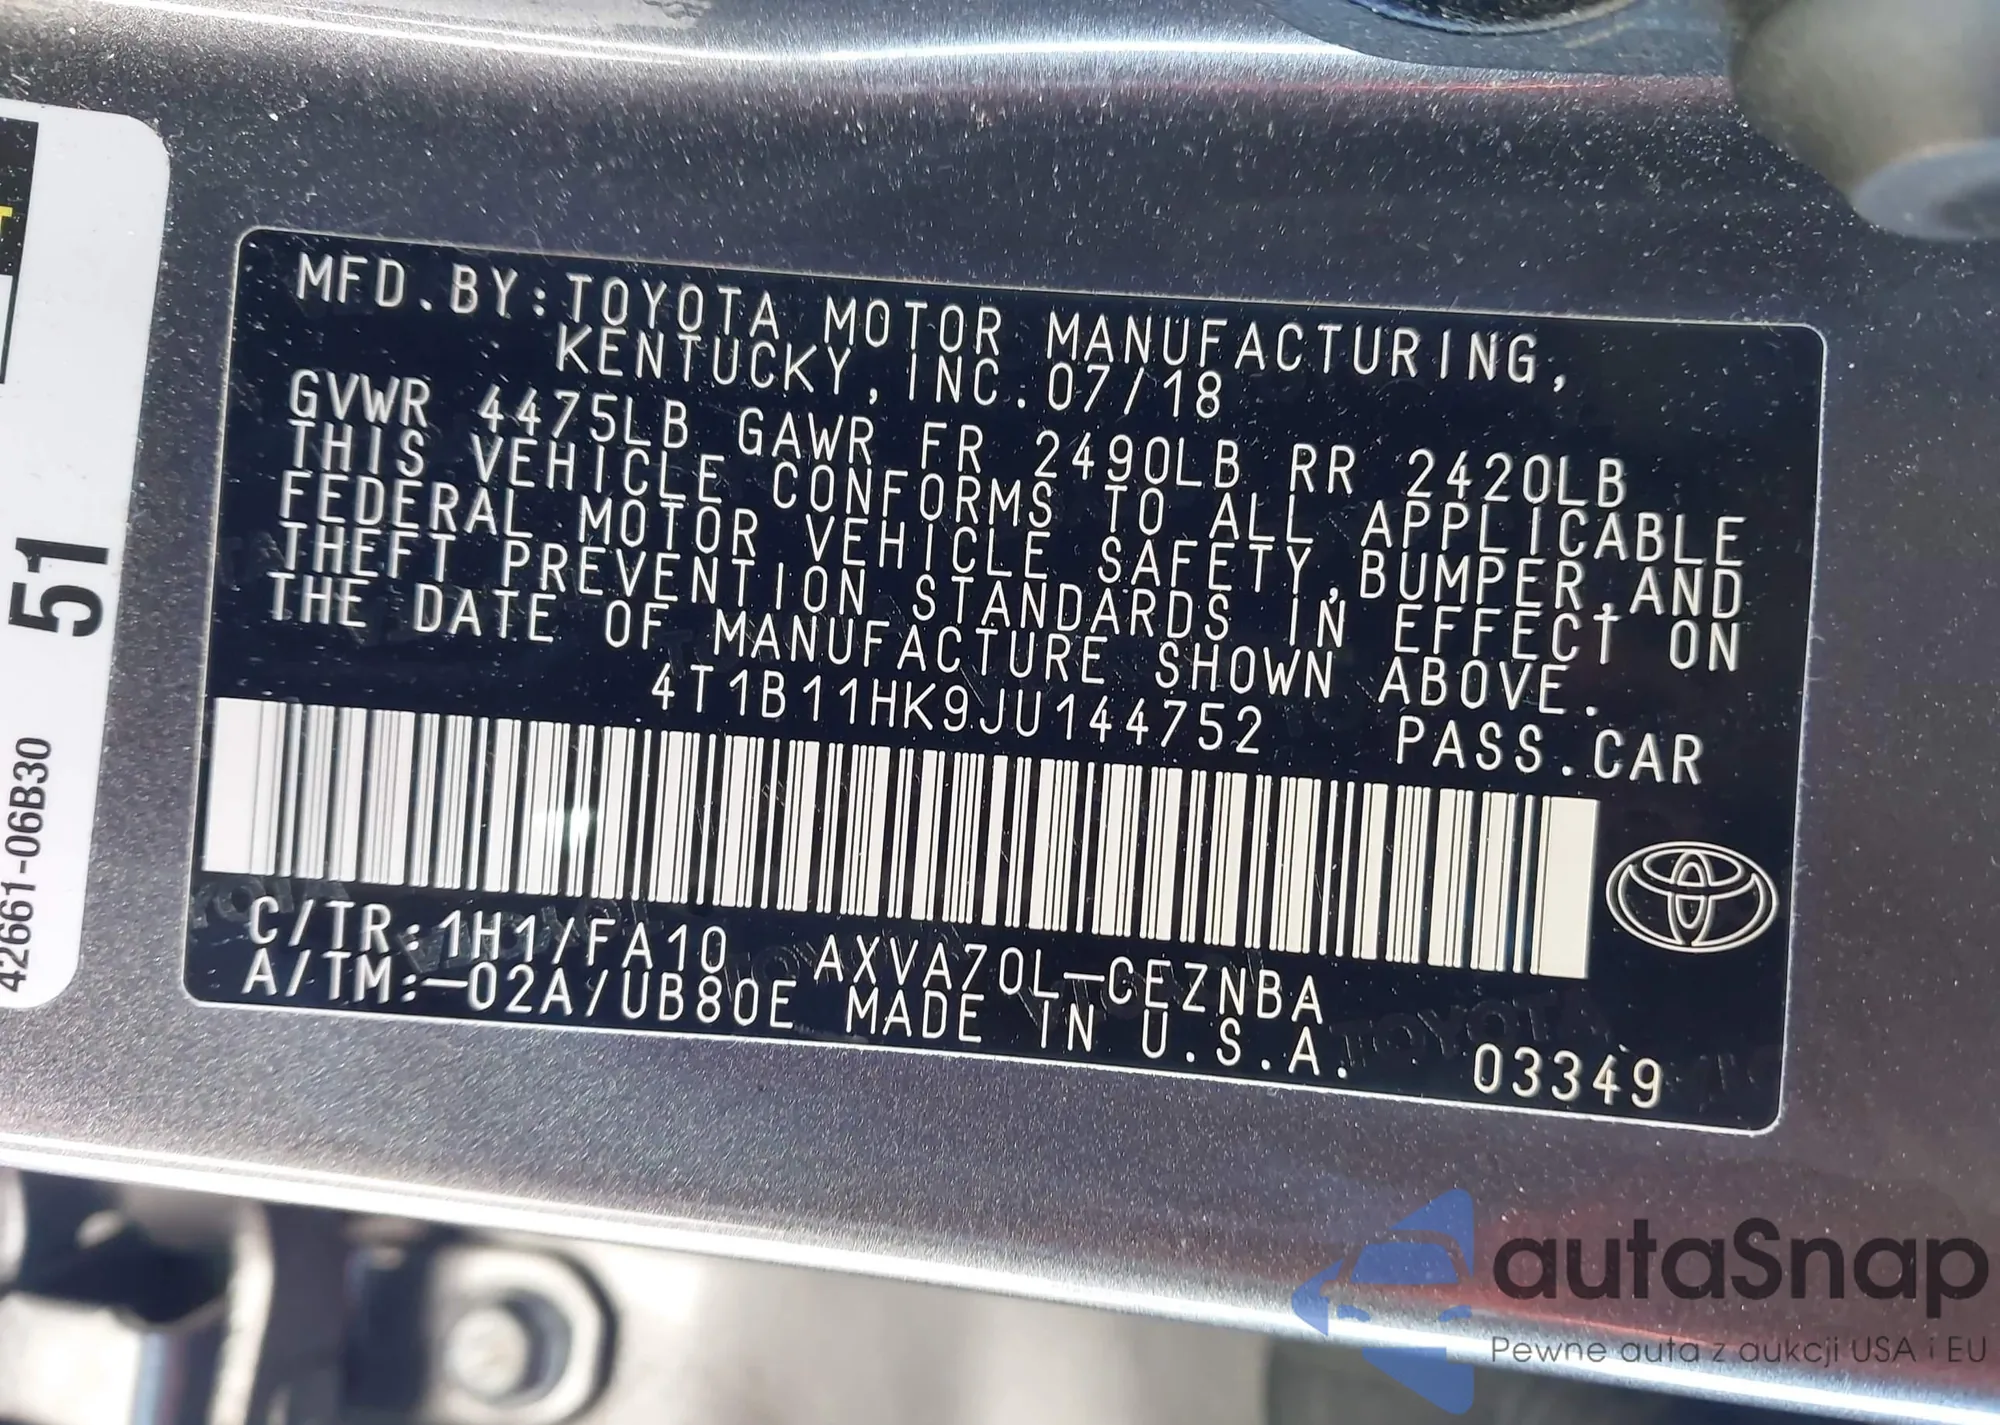 MFD.BY:TOYOTA MOTOR MANUFACTURING,
KENTUCKY, INC.07/18
GVWR 4475LB GAWR FR 2490LB RR 2420LB
THIS VEHICLE CONFORMS TO ALL APPLICABLE
FEDERAL MOTOR VEHICLE SAFETY,BUMPER,AND
THEFT PREVENTION STANDARDS IN EFFECT ON
THE DATE OF MANUFACTURE SHOWN ABOVE.
4T1B11HK9JU144752 PASS.CAR
C/TR:1H1/FA10 AXVA70L-CEZNBA
A/TM:-02A/UB80E MADE IN U.S.A. 03349
51
42661-06B30
autaSnap
Pewne auta z aukcji USA i EU